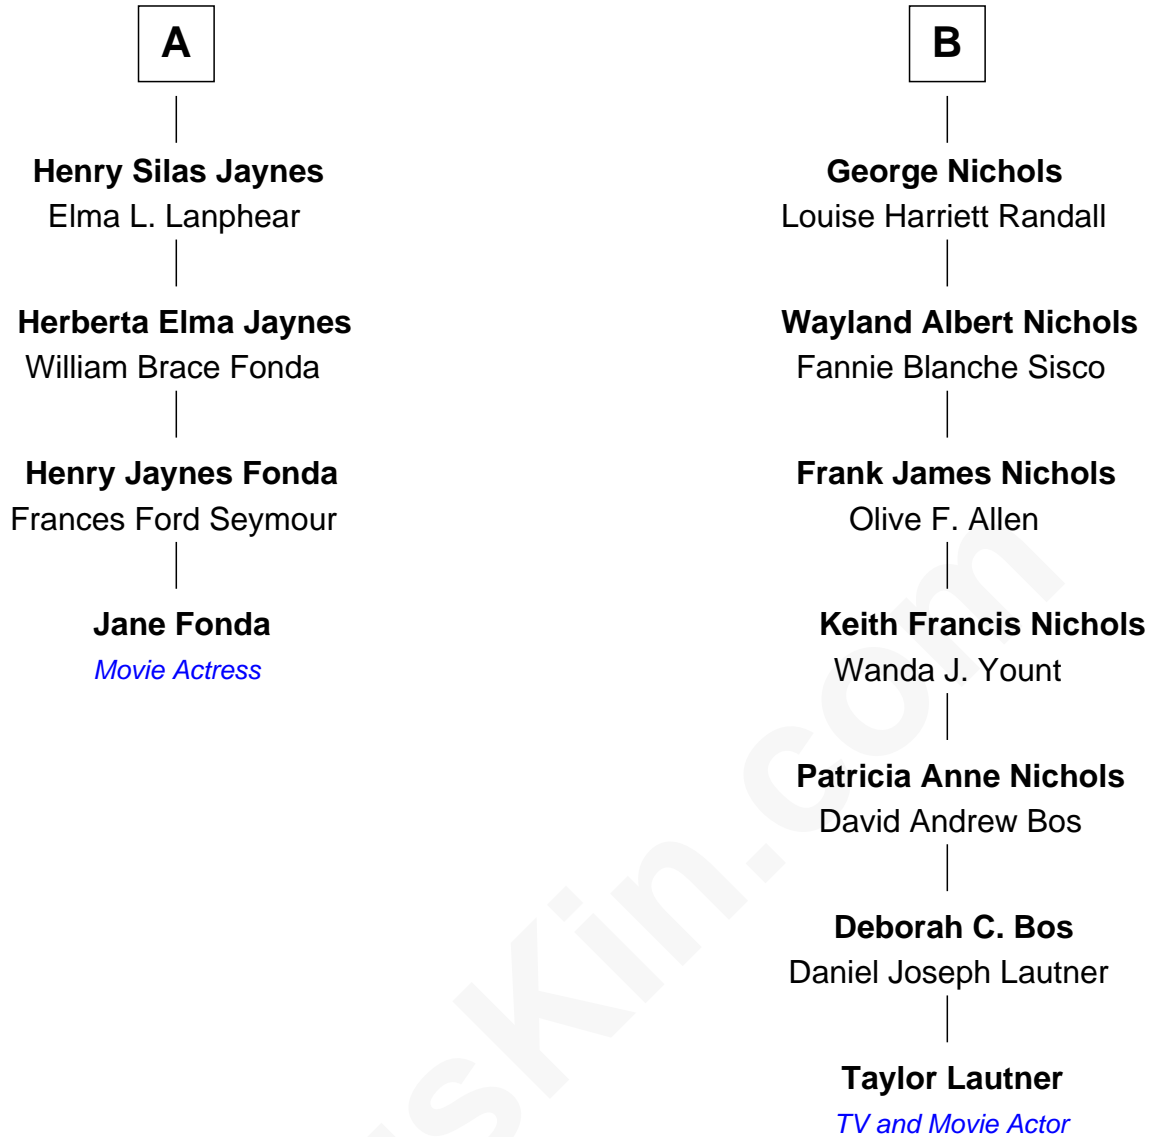 A
Henry Silas Jaynes
Elma L. Lanphear
Herberta Elma Jaynes
William Brace Fonda
Henry Jaynes Fonda
Frances Ford Seymour
Jane Fonda
Movie Actress
B
George Nichols
Louise Harriett Randall
Wayland Albert Nichols
Fannie Blanche Sisco
Frank James Nichols
Olive F. Allen
Keith Francis Nichols
Wanda J. Yount
Patricia Anne Nichols
David Andrew Bos
Deborah C. Bos
Daniel Joseph Lautner
Taylor Lautner
TV and Movie Actor